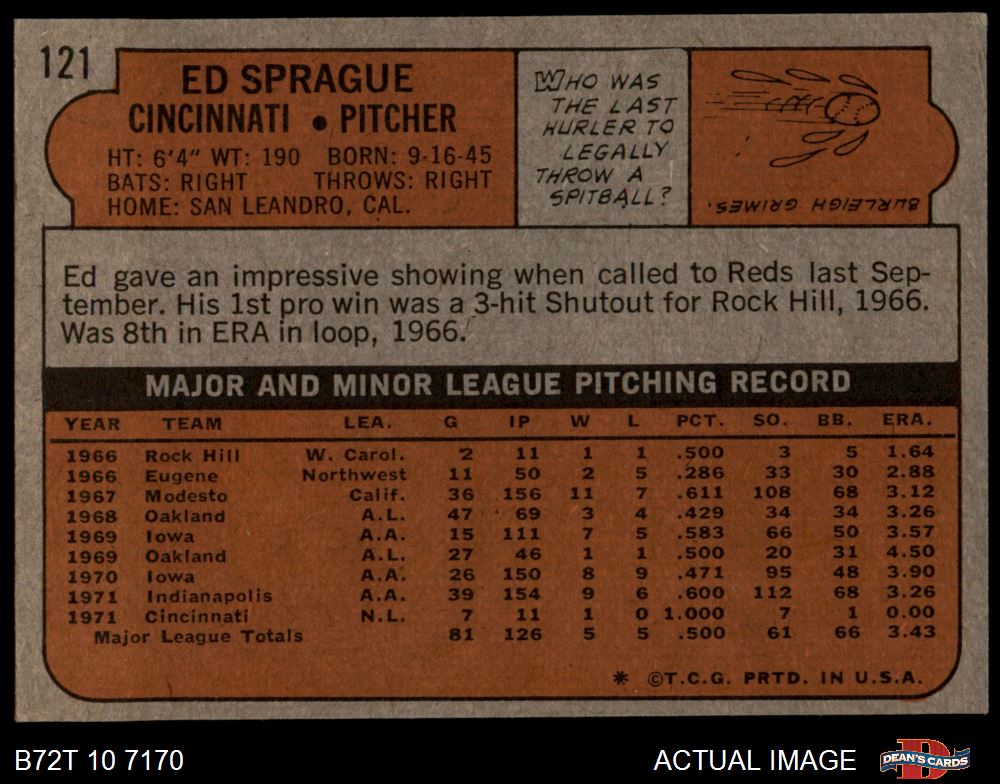 121
ED SPRAGUE
CINCINNATI • PITCHER
HT: 6'4" WT: 190 BORN: 9-16-45
BATS: RIGHT THROWS: RIGHT
HOME: SAN LEANDRO, CAL.
WHO WAS
THE LAST
HURLER TO
LEGALLY
THROW A
SPITBALL?
BURLEIGH GRIMES.
Ed gave an impressive showing when called to Reds last Sep-
tember. His 1st pro win was a 3-hit Shutout for Rock Hill, 1966.
Was 8th in ERA in loop, 1966.
MAJOR AND MINOR LEAGUE PITCHING RECORD
YEAR TEAM LEA. G IP W L PCT. SO. BB. ERA.
1966 Rock Hill W. Carol. 2 11 1 1 .500 3 5 1.64
1966 Eugene Northwest 11 50 2 5 .286 33 30 2.88
1967 Modesto Calif. 36 156 11 7 .611 108 68 3.12
1968 Oakland A.L. 47 69 3 4 .429 34 34 3.26
1969 Iowa A.A. 15 111 7 5 .583 66 50 3.57
1969 Oakland A.L. 27 46 1 1 .500 20 31 4.50
1970 Iowa A.A. 26 150 8 9 .471 95 48 3.90
1971 Indianapolis A.A. 39 154 9 6 .600 112 68 3.26
1971 Cincinnati N.L. 7 11 1 0 1.000 7 1 0.00
Major League Totals 81 126 5 5 .500 61 66 3.43
* ©T.C.G. PRTD. IN U.S.A.
B72T 10 7170
ACTUAL IMAGE
DEAN'S CARDS